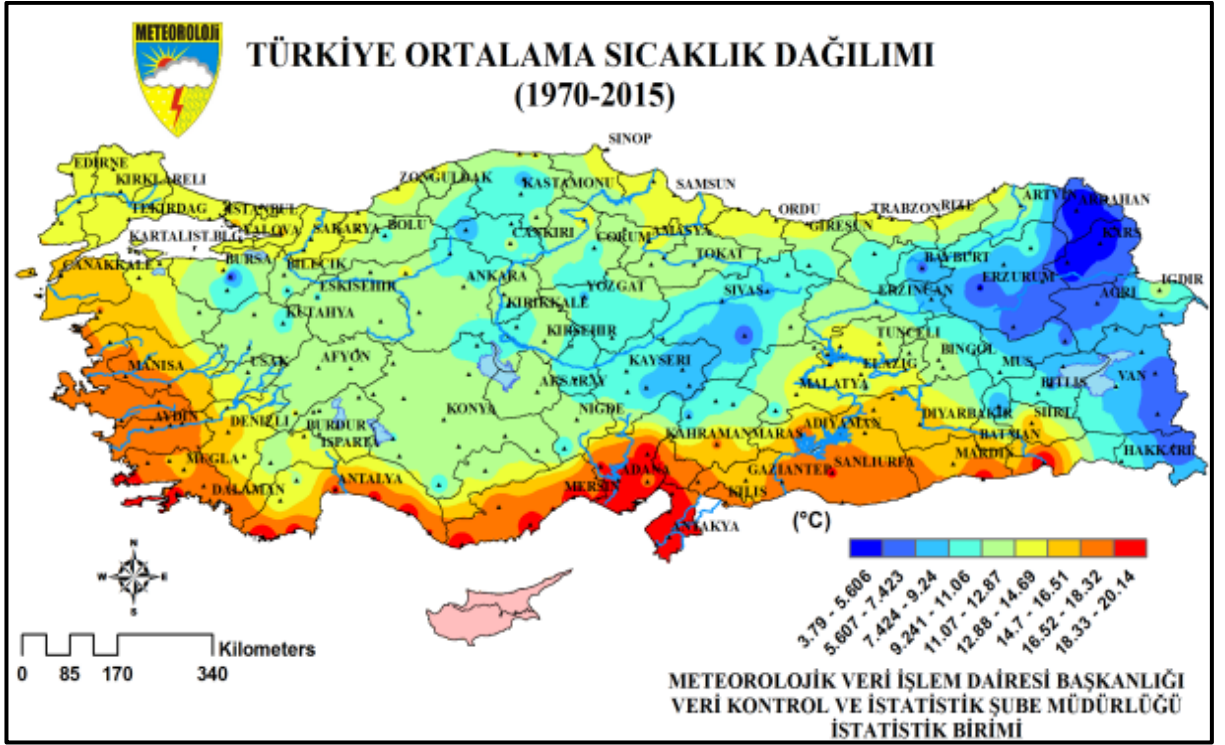 METEOROLOJİ
TÜRKİYE ORTALAMA SICAKLIK DAĞILIMI
(1970-2015)
SINOP
EDIRNE
KIRKLARELI
ZONGULDAK
KASTAMONU
SAMSUN
ARTVIN
ARDAHAN
TEKIRDAG
ISTANBUL
ORDU
TRABZON
RIZE
KARTAL
IST.BLG
YALOVA
SAKARYA
BOLU
CANKIRI
CORUM
AMASYA
GIRESUN
KARS
CANAKKALE
BURSA
BILECIK
ANKARA
TOKAT
BAYBURT
ERZURUM
IGDIR
ESKISEHIR
KUTAHYA
KIRIKKALE
YOZGAT
SIVAS
ERZINCAN
AGRI
KIRSEHIR
TUNCELI
MANISA
USAK
AFYON
KAYSERI
ELAZIG
BINGOL
MUS
AKSARAY
MALATYA
BITLIS
VAN
AYDIN
DENIZLI
BURDUR
ISPARTA
KONYA
NIGDE
ADIYAMAN
DIYARBAKIR
SIIRT
BATMAN
KAHRAMANMARAS
MUGLA
DALAMAN
ANTALYA
MERSIN
ADANA
GAZIANTEP
SANLIURFA
MARDIN
HAKKARI
KILIS
ANTAKYA
(°C)
N
W E
S
3.79 - 5.606
5.607 - 7.423
7.424 - 9.24
9.241 - 11.06
11.07 - 12.87
12.88 - 14.69
14.7 - 16.51
16.52 - 18.32
18.33 - 20.14
Kilometers
0 85 170 340
METEOROLOJİK VERİ İŞLEM DAİRESİ BAŞKANLIĞI
VERİ KONTROL VE İSTATİSTİK ŞUBE MÜDÜRLÜĞÜ
İSTATİSTİK BİRİMİ